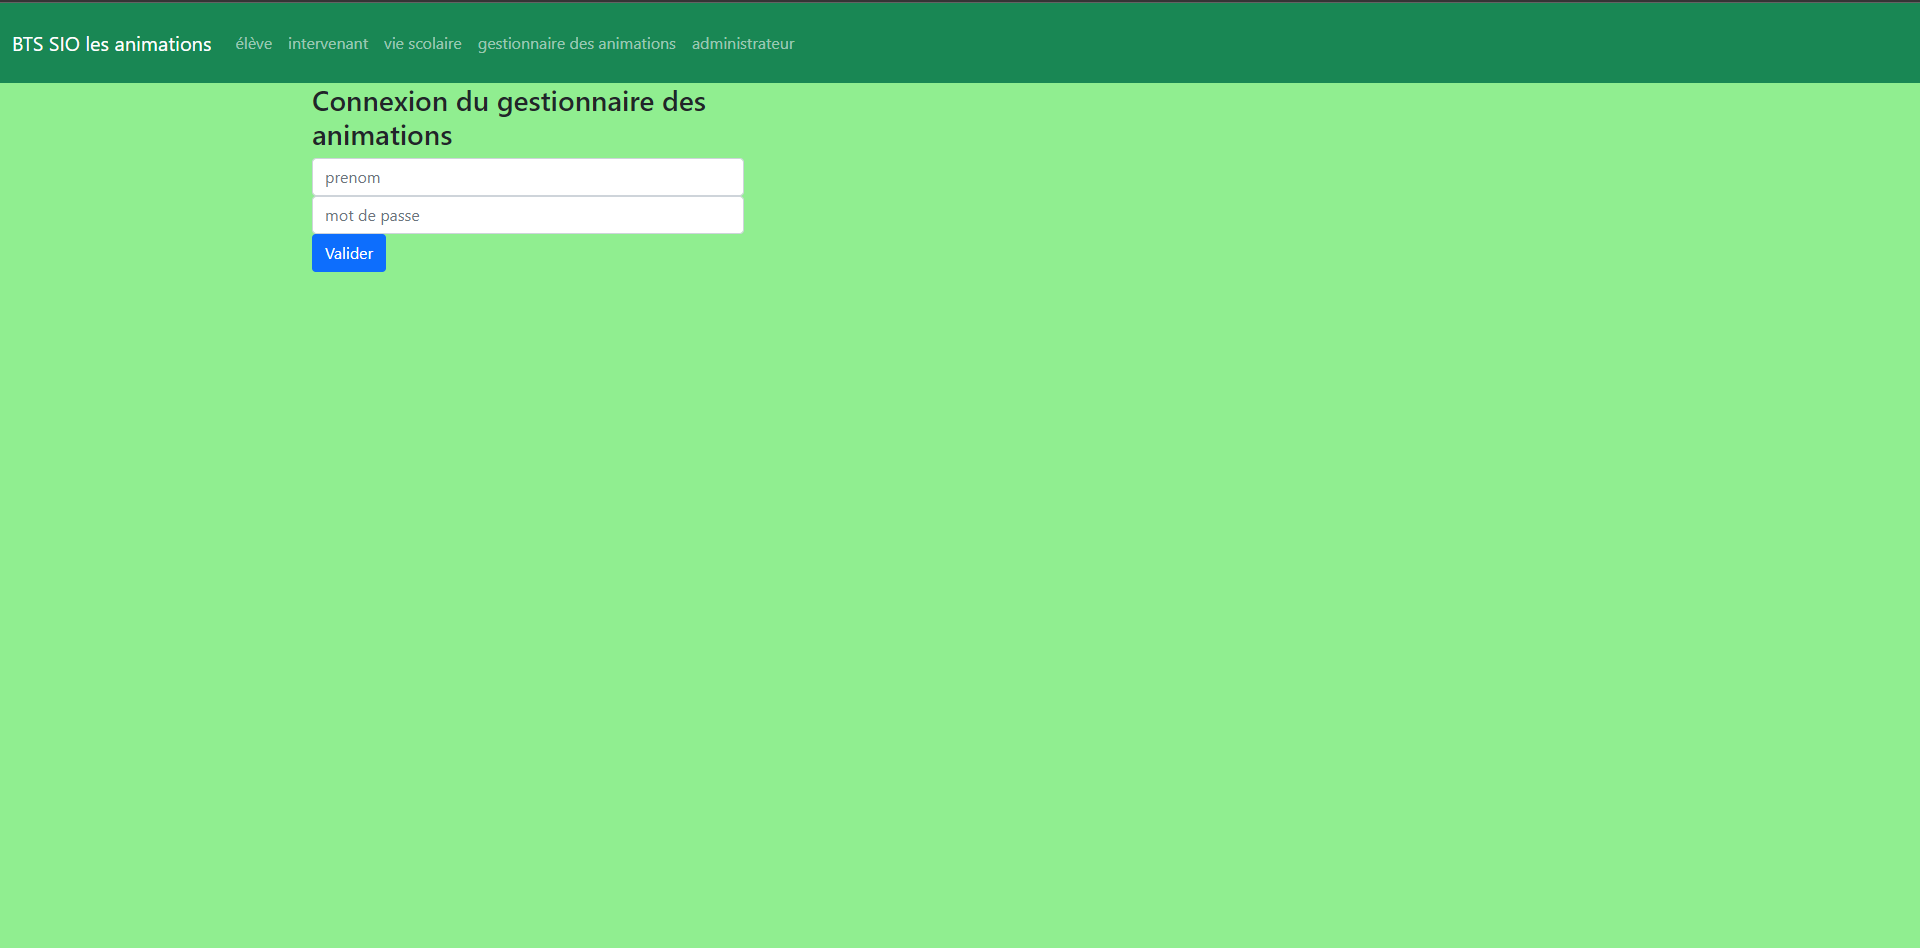 BTS SIO les animations élève intervenant vie scolaire gestionnaire des animations administrateur
Connexion du gestionnaire des
animations
prenom
mot de passe
Valider